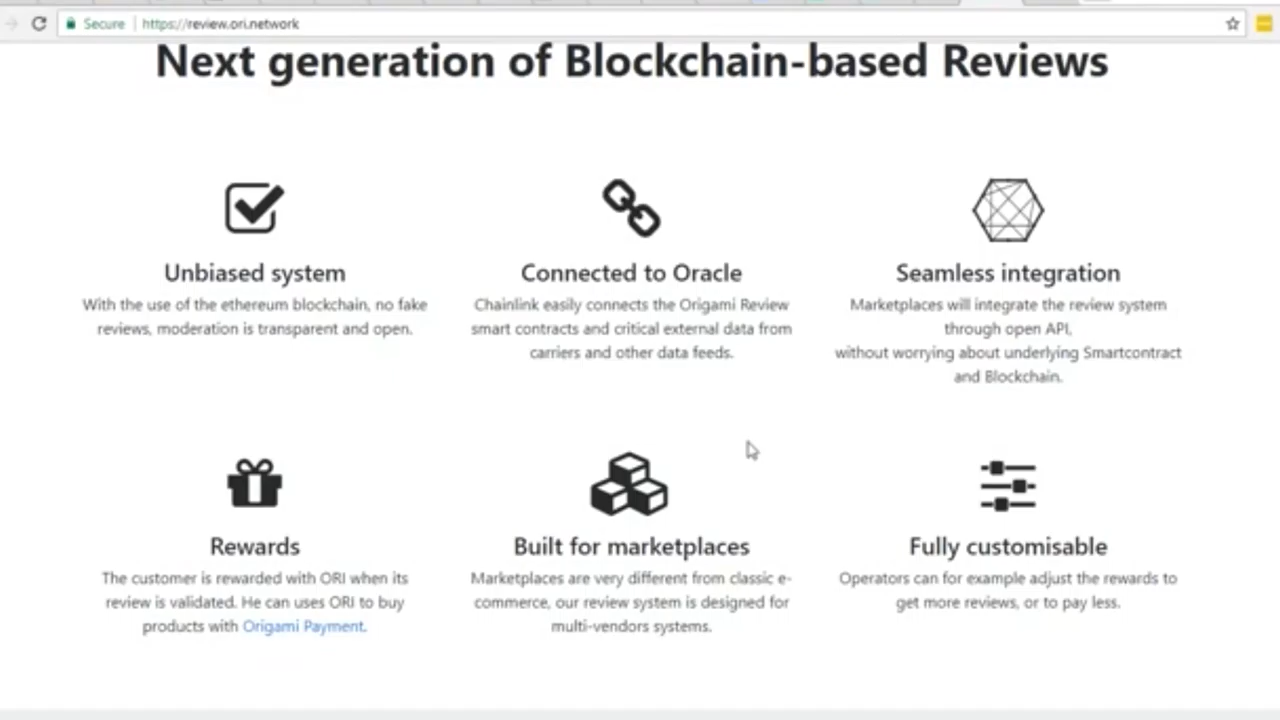 Secure
https://review.ori.network
Next generation of Blockchain-based Reviews
Unbiased system
With the use of the ethereum blockchain, no fake
reviews, moderation is transparent and open.
Connected to Oracle
Chainlink easily connects the Origami Review
smart contracts and critical external data from
carriers and other data feeds.
Seamless integration
Marketplaces will integrate the review system
through open API,
without worrying about underlying Smartcontract
and Blockchain.
Rewards
The customer is rewarded with ORI when its
review is validated. He can uses ORI to buy
products with Origami Payment.
Built for marketplaces
Marketplaces are very different from classic e-
commerce, our review system is designed for
multi-vendors systems.
Fully customisable
Operators can for example adjust the rewards to
get more reviews, or to pay less.